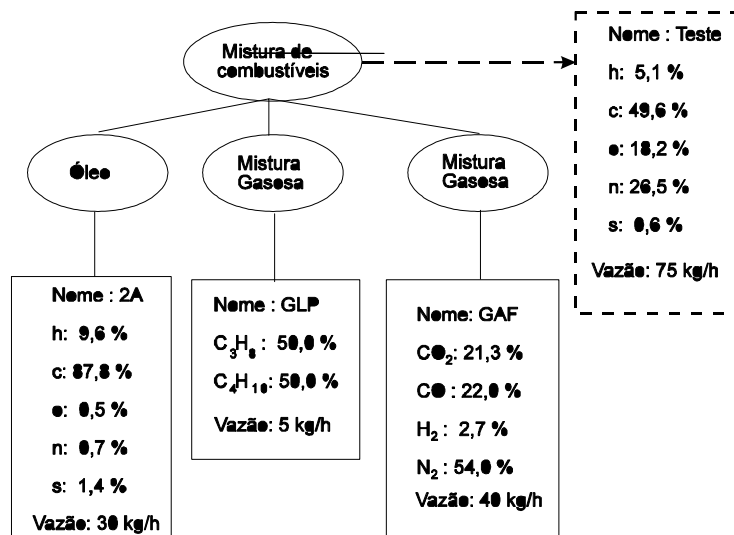 Mistura de
combustíveis
Nome : Teste
h: 5,1 %
c: 49,6 %
o: 18,2 %
n: 26,5 %
s: 0,6 %
Vazão: 75 kg/h
Óleo
Mistura
Gasosa
Mistura
Gasosa
Nome : 2A
h: 9,6 %
c: 87,8 %
o: 0,5 %
n: 0,7 %
s: 1,4 %
Vazão: 30 kg/h
Nome : GLP
C₃H₈ : 50,0 %
C₄H₁₀: 50,0 %
Vazão: 5 kg/h
Nome: GAF
CO₂: 21,3 %
CO : 22,0 %
H₂ : 2,7 %
N₂ : 54,0 %
Vazão: 40 kg/h